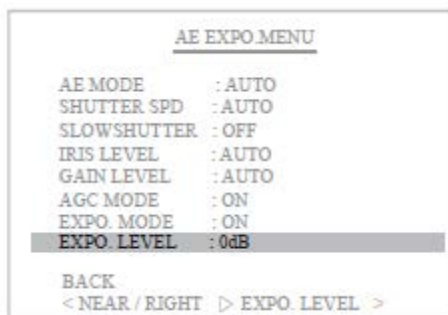 AE EXPO.MENU
AE MODE : AUTO
SHUTTER SPD : AUTO
SLOWSHUTTER : OFF
IRIS LEVEL : AUTO
GAIN LEVEL : AUTO
AGC MODE : ON
EXPO. MODE : ON
EXPO. LEVEL : 0dB
BACK
< NEAR / RIGHT ▷ EXPO. LEVEL >